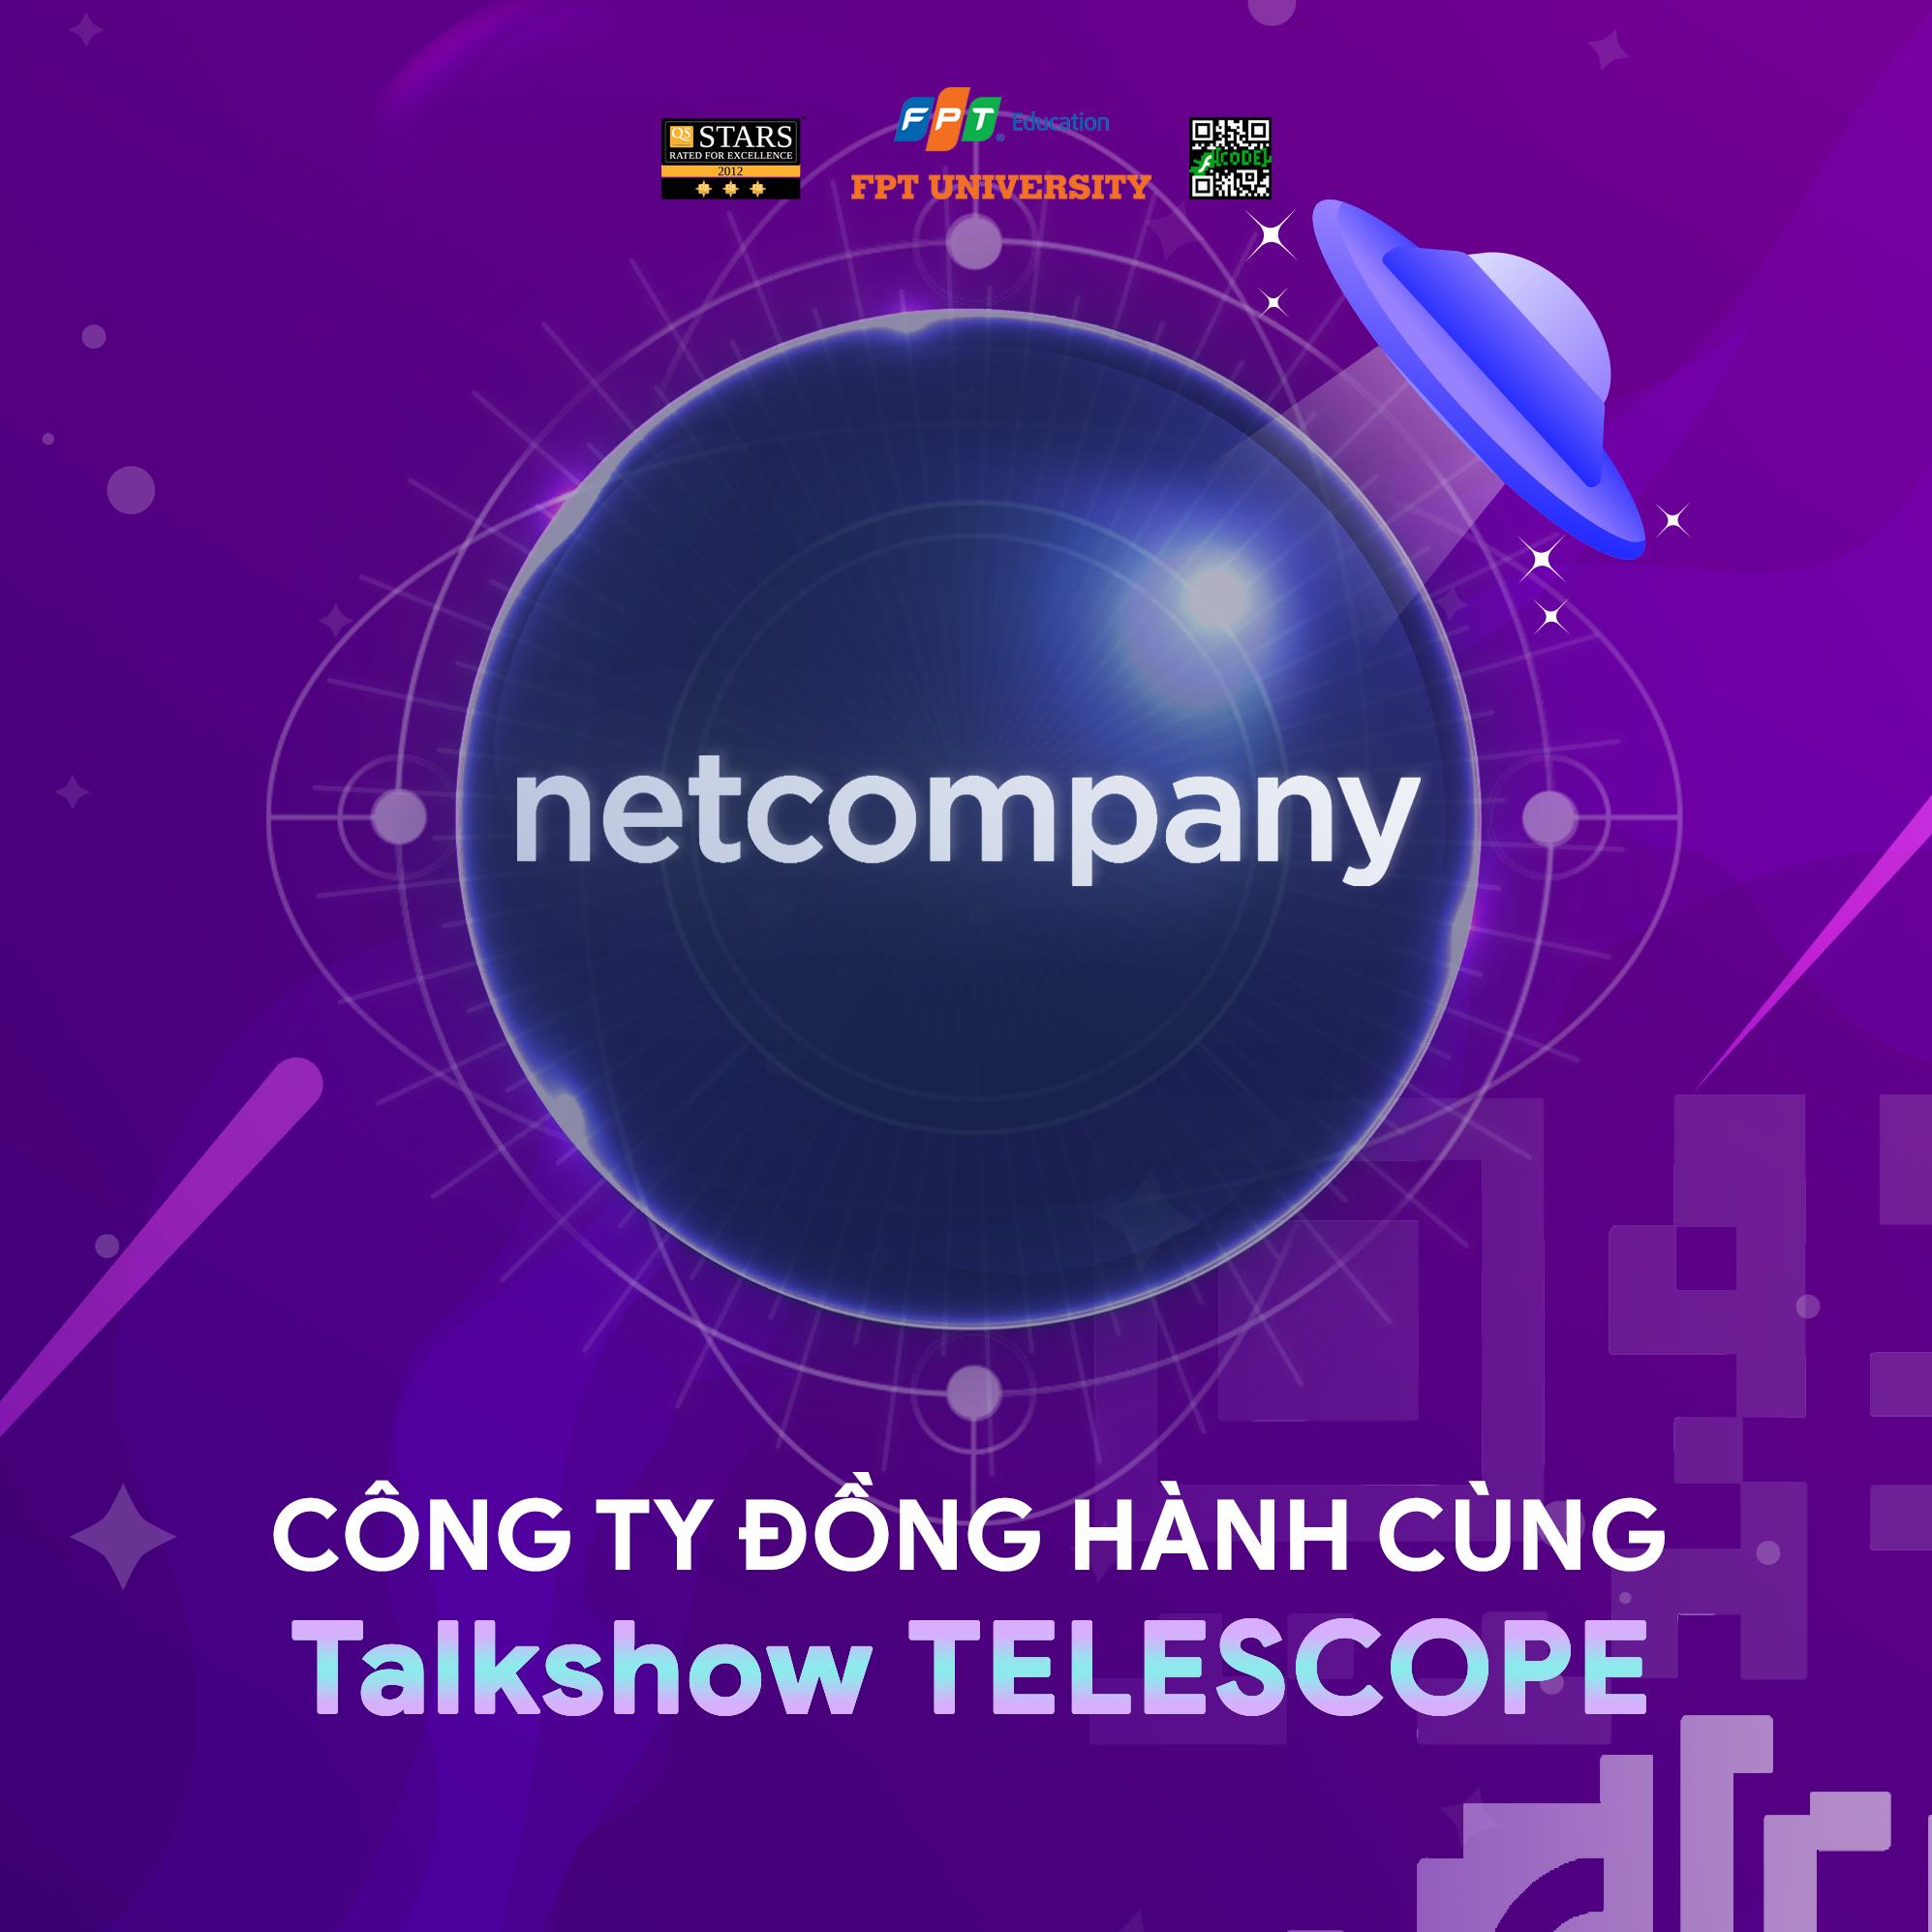 QS STARS
RATED FOR EXCELLENCE
2012
FPT Education
FPT UNIVERSITY
f{CODE}
netcompany
CÔNG TY ĐỒNG HÀNH CÙNG
Talkshow TELESCOPE